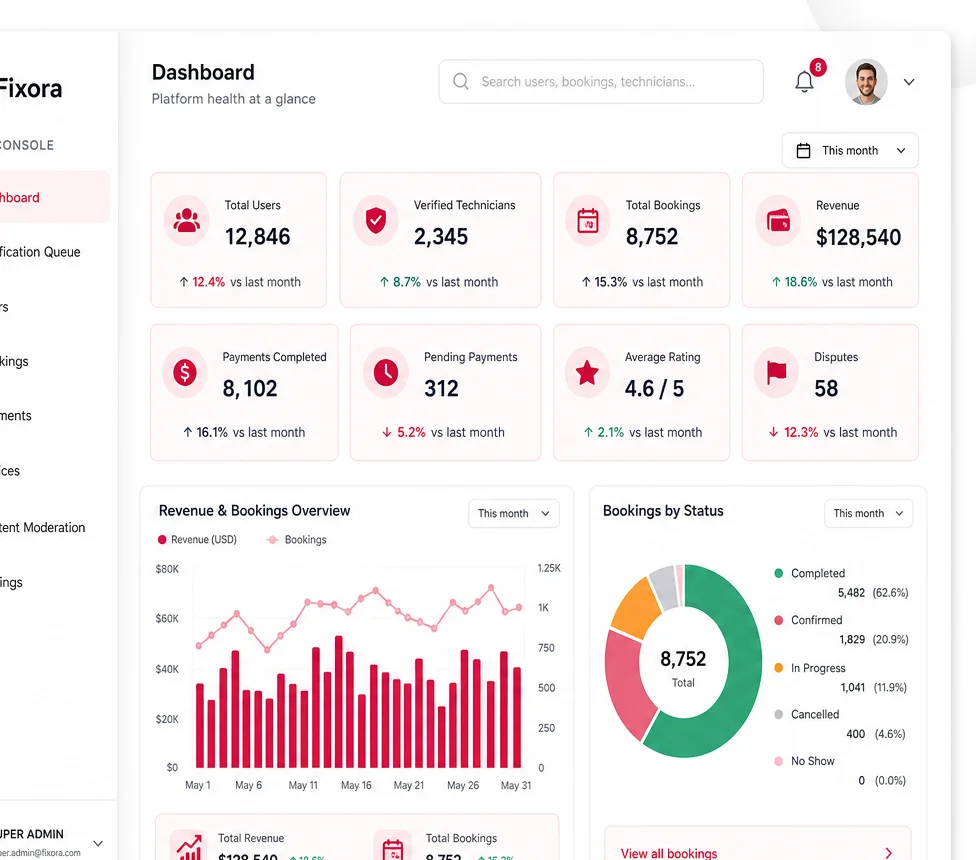 Fixora
CONSOLE
hboard
fication Queue
rs
kings
ments
ices
tent Moderation
ings
UPER ADMIN
per.admin@fixora.com
Dashboard
Platform health at a glance
Search users, bookings, technicians...
8
This month
Total Users
12,846
↑ 12.4% vs last month
Verified Technicians
2,345
↑ 8.7% vs last month
Total Bookings
8,752
↑ 15.3% vs last month
Revenue
$128,540
↑ 18.6% vs last month
Payments Completed
8,102
↑ 16.1% vs last month
Pending Payments
312
↓ 5.2% vs last month
Average Rating
4.6 / 5
↑ 2.1% vs last month
Disputes
58
↓ 12.3% vs last month
Revenue & Bookings Overview
This month
Revenue (USD)
Bookings
$80K
$60K
$40K
$20K
$0
1.25K
1K
750
500
250
0
May 1
May 6
May 11
May 16
May 21
May 26
May 31
Total Revenue
$128,540 ↑ 18.6%
Total Bookings
8,752 ↑ 15.3%
Bookings by Status
This month
8,752
Total
Completed
5,482 (62.6%)
Confirmed
1,829 (20.9%)
In Progress
1,041 (11.9%)
Cancelled
400 (4.6%)
No Show
0 (0.0%)
View all bookings